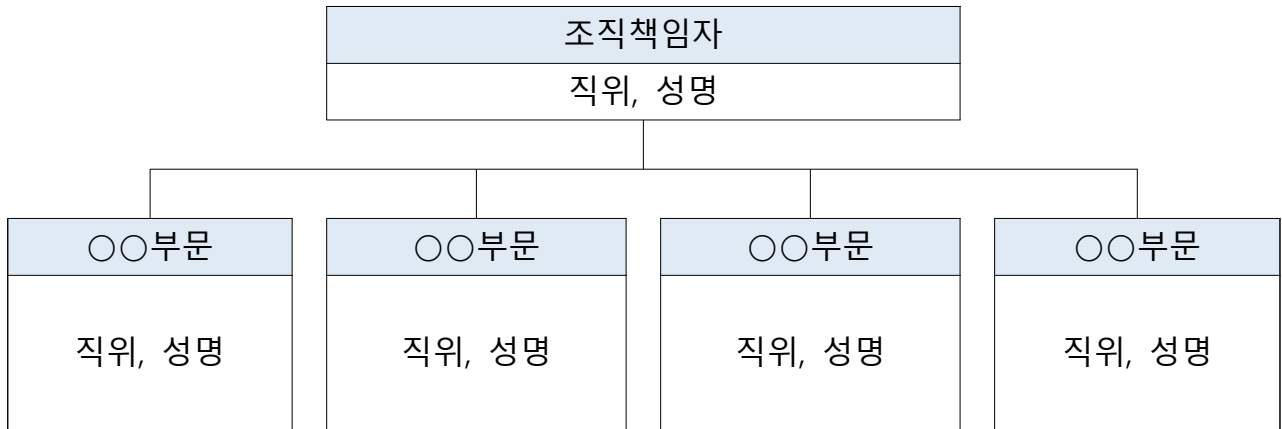 조직책임자
직위, 성명
○○부문 ○○부문 ○○부문 ○○부문
직위, 성명 직위, 성명 직위, 성명 직위, 성명